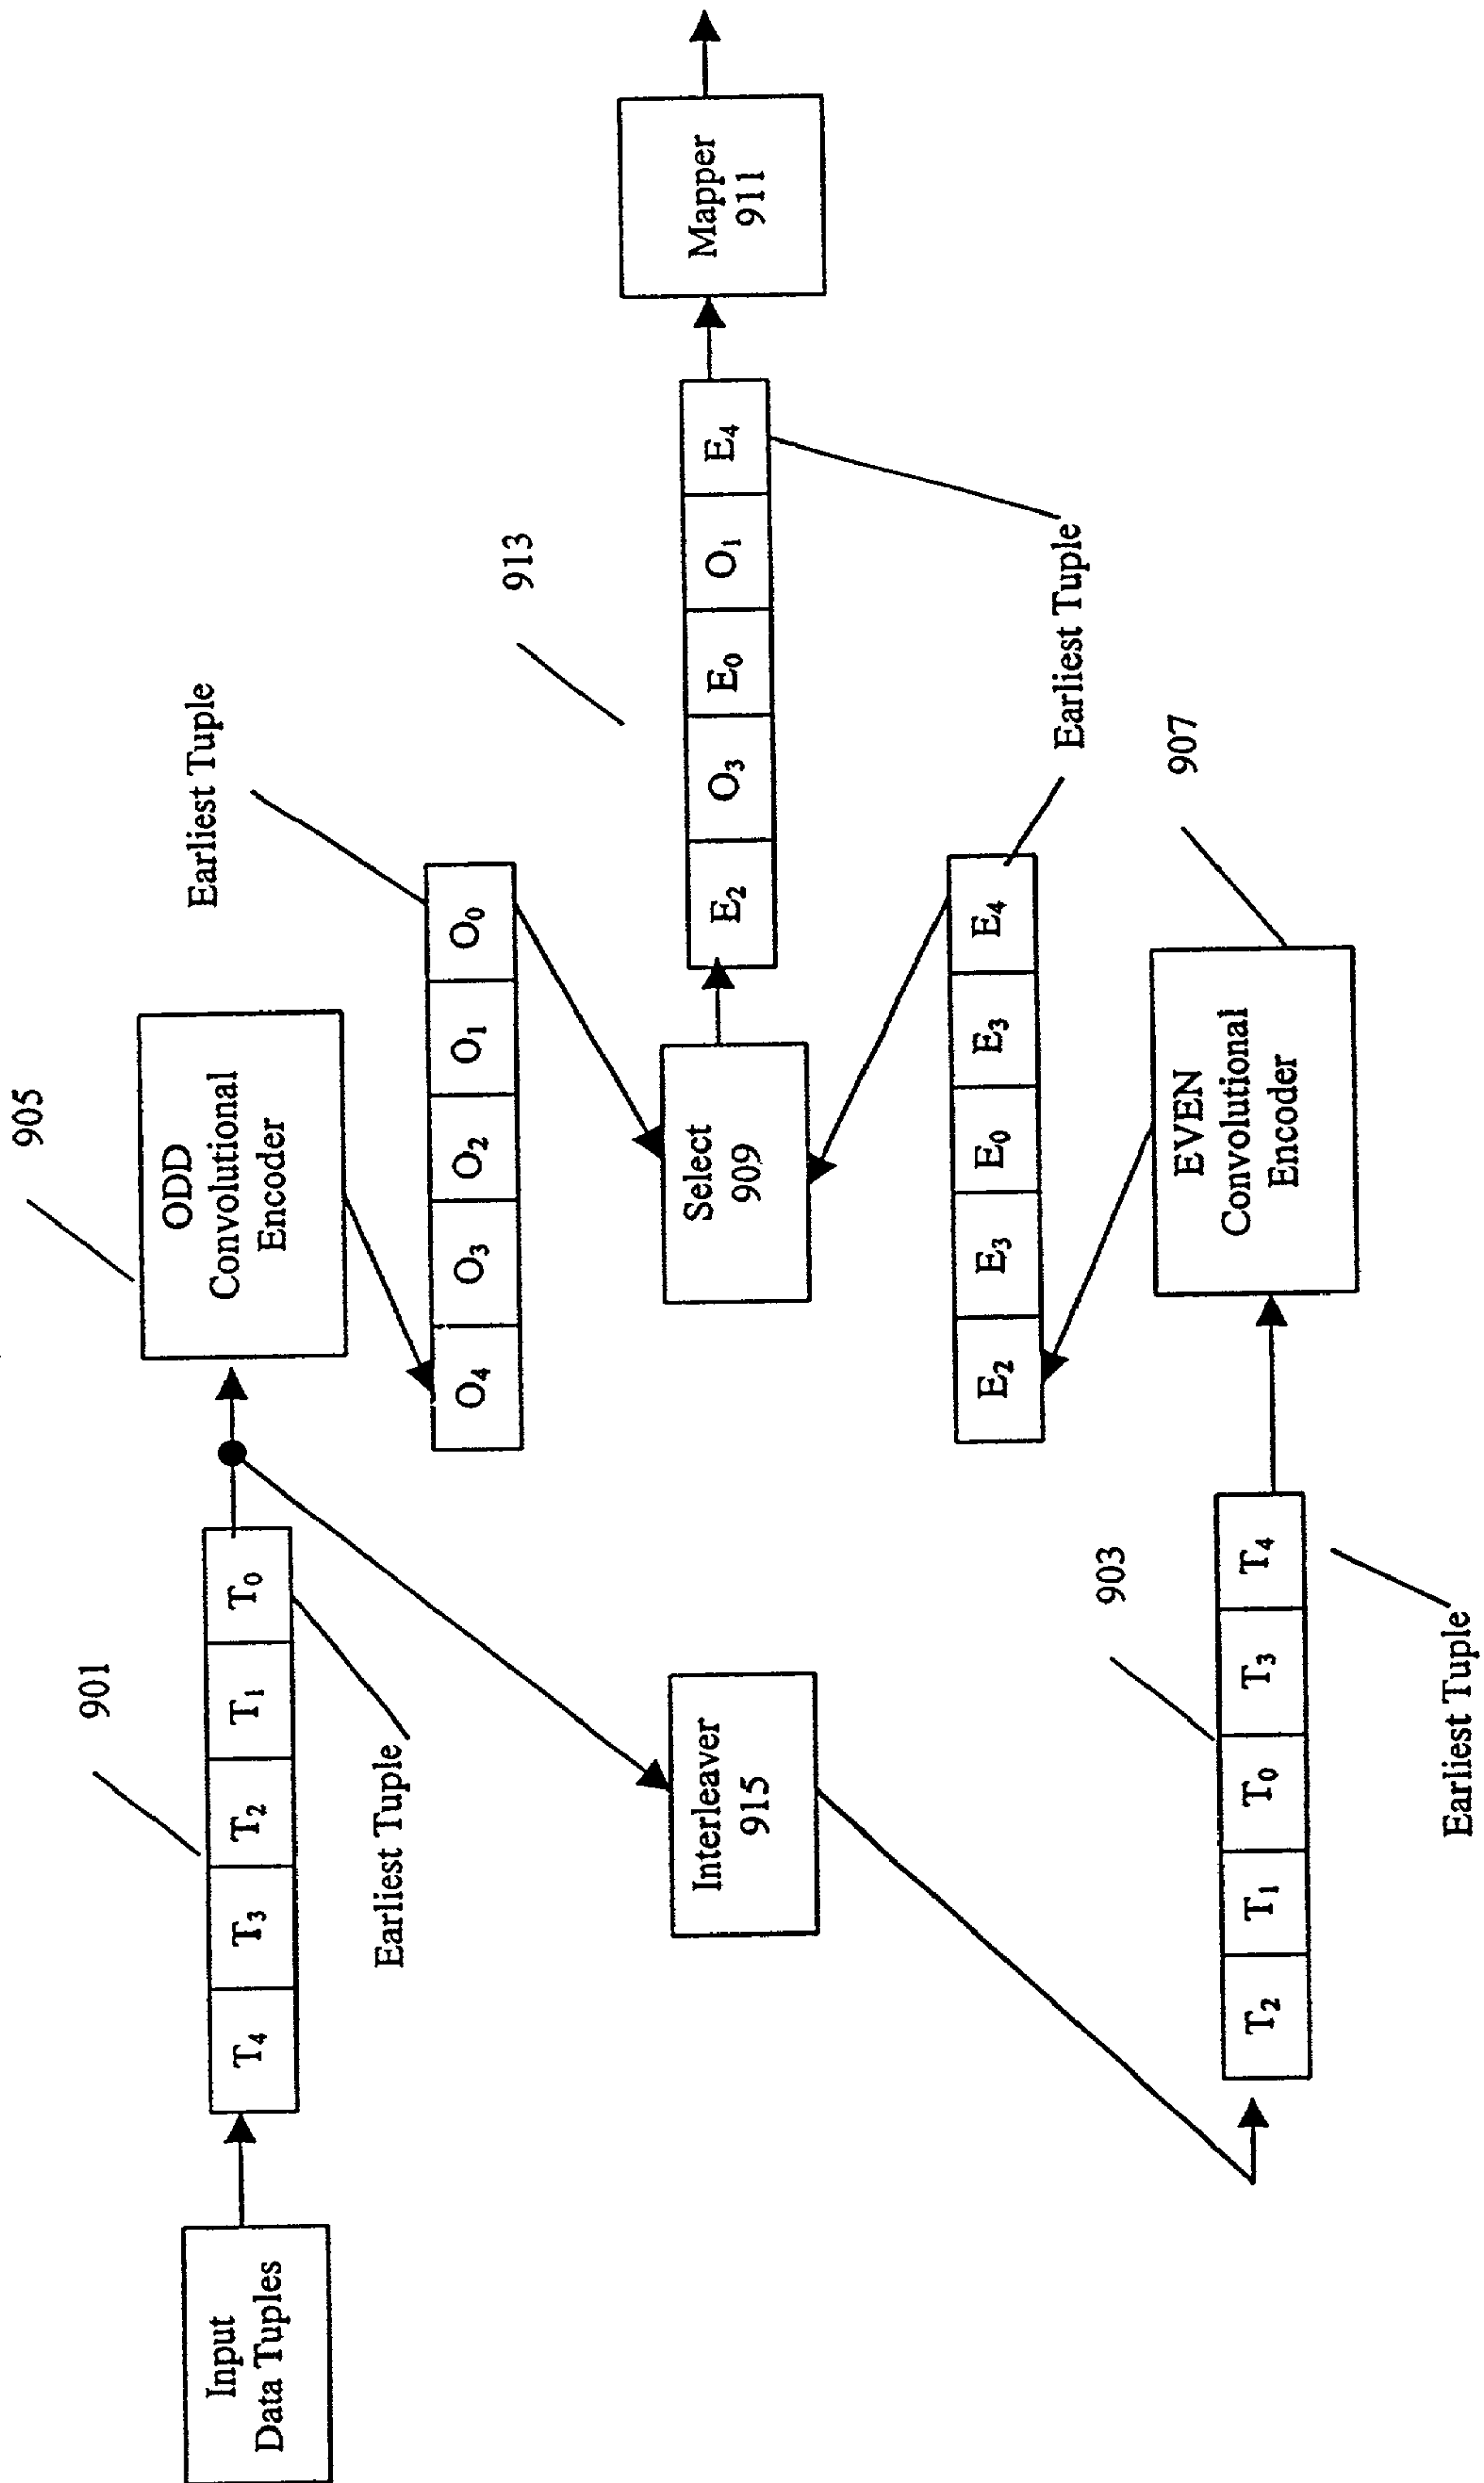 Input
Data Tuples
901
T4 T3 T2 T1 T0
Earliest Tuple
905
ODD
Convolutional
Encoder
O4 O3 O2 O1 O0
Earliest Tuple
Interleaver
915
Select
909
913
E2 O3 E0 O1 E4
Mapper
911
E2 E3 E0 E3 E4
Earliest Tuple
903
T2 T1 T0 T3 T4
Earliest Tuple
EVEN
Convolutional
Encoder
907